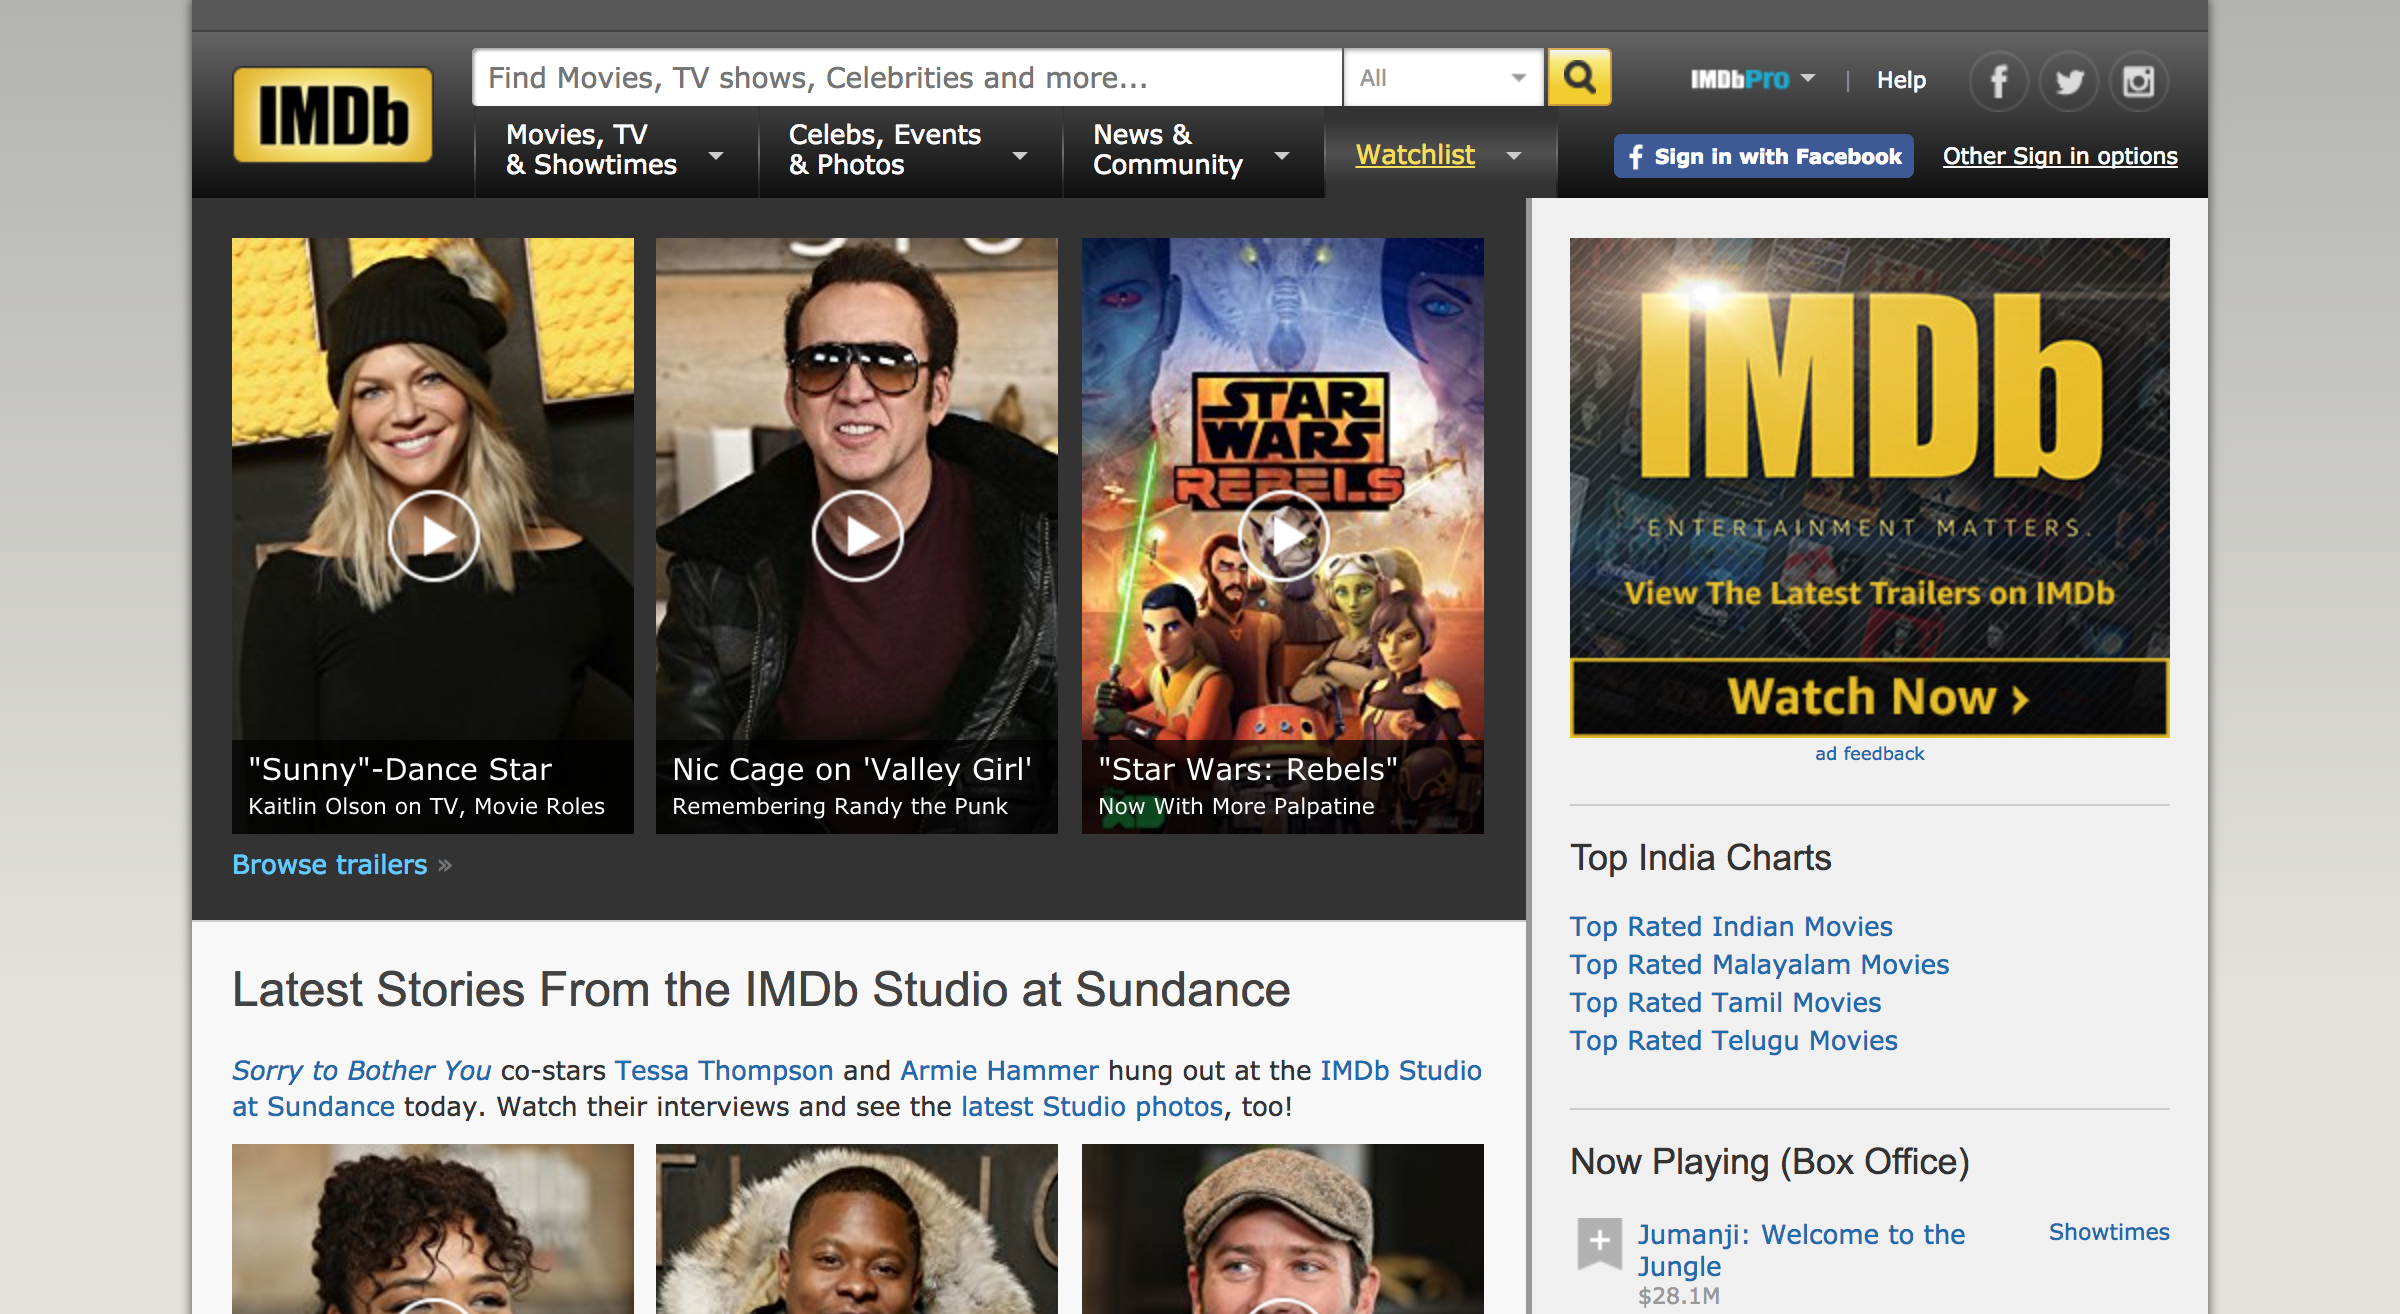 Find Movies, TV shows, Celebrities and more...
All
IMDbPro
|
Help
IMDb
Movies, TV
& Showtimes
Celebs, Events
& Photos
News &
Community
Watchlist
f Sign in with Facebook
Other Sign in options
STAR
WARS
REBELS
"Sunny"-Dance Star
Kaitlin Olson on TV, Movie Roles
Nic Cage on 'Valley Girl'
Remembering Randy the Punk
"Star Wars: Rebels"
Now With More Palpatine
Browse trailers »
IMDb
ENTERTAINMENT MATTERS.
View The Latest Trailers on IMDb
Watch Now ›
ad feedback
Latest Stories From the IMDb Studio at Sundance
Sorry to Bother You co-stars Tessa Thompson and Armie Hammer hung out at the IMDb Studio
at Sundance today. Watch their interviews and see the latest Studio photos, too!
Top India Charts
Top Rated Indian Movies
Top Rated Malayalam Movies
Top Rated Tamil Movies
Top Rated Telugu Movies
Now Playing (Box Office)
Jumanji: Welcome to the
Jungle
Showtimes
$28.1M